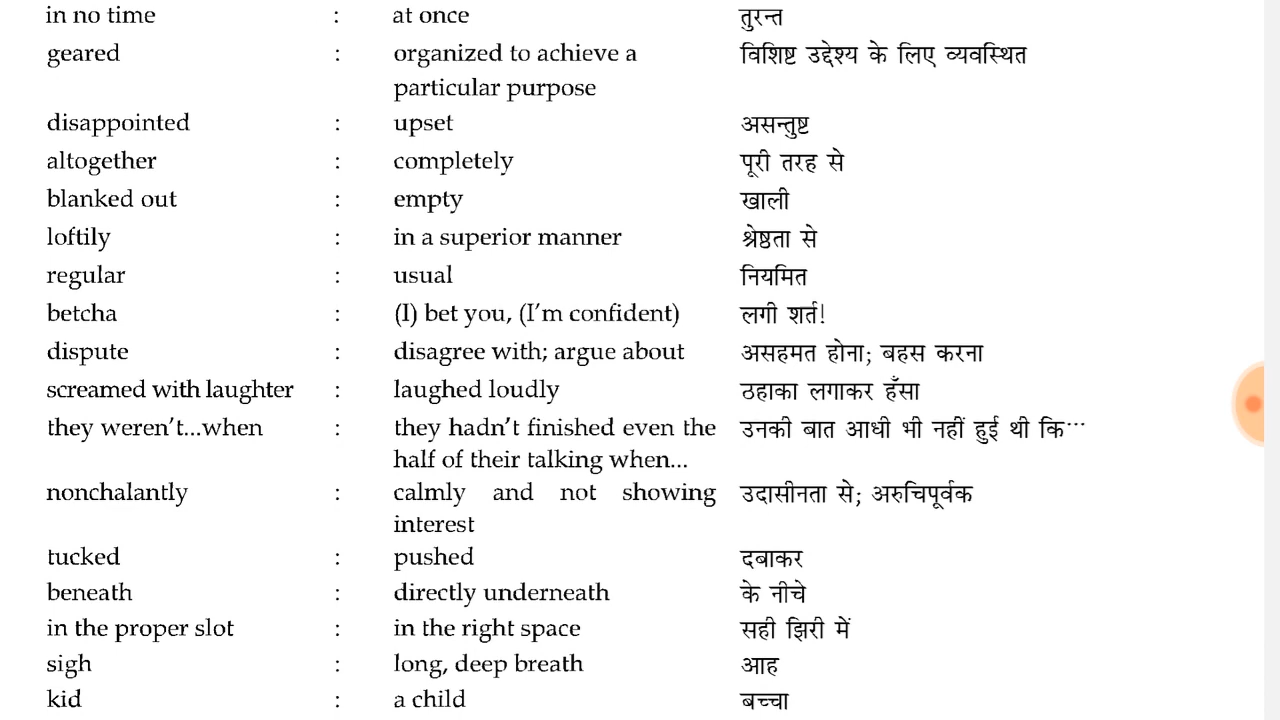 in no time : at once तुरन्त
geared : organized to achieve a विशिष्ट उद्देश्य के लिए व्यवस्थित
particular purpose
disappointed : upset असन्तुष्ट
altogether : completely पूरी तरह से
blanked out : empty खाली
loftily : in a superior manner श्रेष्ठता से
regular : usual नियमित
betcha : (I) bet you, (I’m confident) लगी शर्त!
dispute : disagree with; argue about असहमत होना; बहस करना
screamed with laughter : laughed loudly ठहाका लगाकर हँसा
they weren’t...when : they hadn’t finished even the उनकी बात आधी भी नहीं हुई थी कि…
half of their talking when...
nonchalantly : calmly and not showing उदासीनता से; अरुचिपूर्वक
interest
tucked : pushed दबाकर
beneath : directly underneath के नीचे
in the proper slot : in the right space सही झिरी में
sigh : long, deep breath आह
kid : a child बच्चा